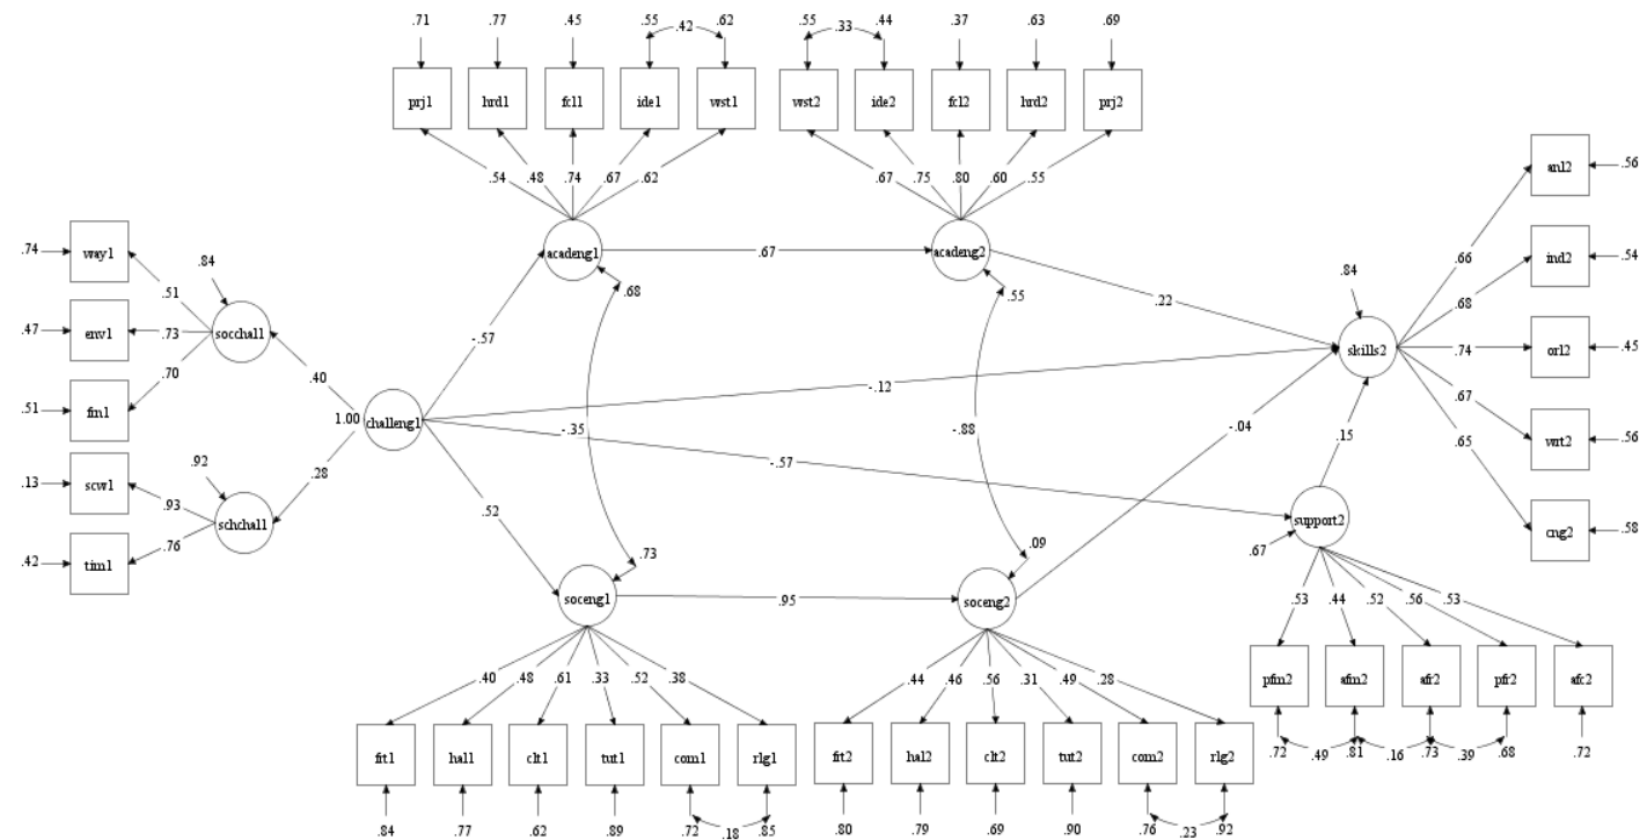 .71 .77 .45 .55 .42 .62 .55 .33 .44 .37 .63 .69
prj1 hrd1 fcl1 ide1 wst1 wst2 ide2 fcl2 hrd2 prj2
.54 .48 .74 .67 .62 .67 .75 .80 .60 .55
anl2 .56
.66
.74 way1 .84 acadeng1 .67 acadeng2 ind2 .54
.51 .68 .55 .84 .22 .68
.47 env1 .73 socchal1 -.57 skills2 .74 orl2 .45
.70 .40 -.12 .67
.51 fm1 1.00 challeng1 -.35 -.88 -.04 .15 .65 wrt2 .56
.92 .28 -.57
.13 scw1 .93 .52 support2
schchal1 cng2 .58
.42 tim1 .76 .73 .09 .67
soceng1 .95 soceng2 .53 .44 .52 .56 .53
.40 .48 .61 .33 .52 .38 .44 .46 .56 .31 .49 .28 pfm2 afm2 afr2 pfr2 afc2
fit1 hal1 clt1 tut1 com1 rlg1 fit2 hal2 clt2 tut2 com2 rlg2 .72 .49 .81 .16 .73 .39 .68 .72
.84 .77 .62 .89 .72 .18 .85 .80 .79 .69 .90 .76 .23 .92